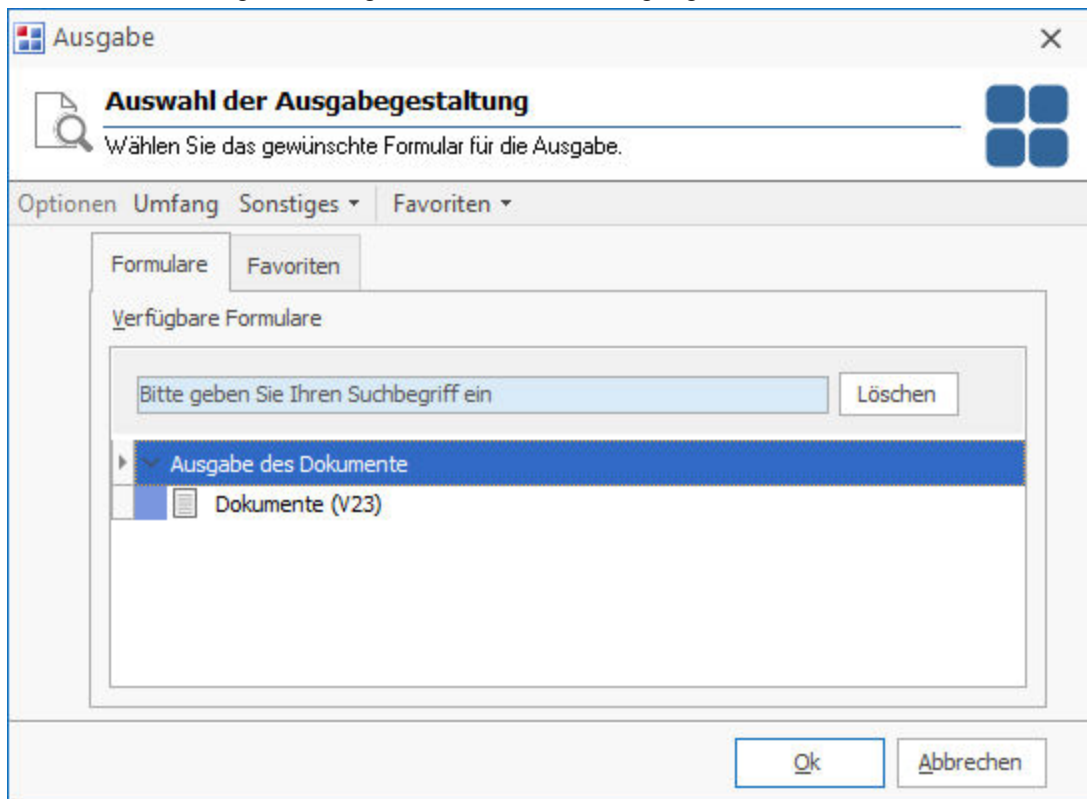 Ausgabe
Auswahl der Ausgabegestaltung
Wählen Sie das gewünschte Formular für die Ausgabe.
Optionen Umfang Sonstiges Favoriten
Formulare Favoriten
Verfügbare Formulare
Bitte geben Sie Ihren Suchbegriff ein Löschen
Ausgabe des Dokumente
Dokumente (V23)
Ok Abbrechen